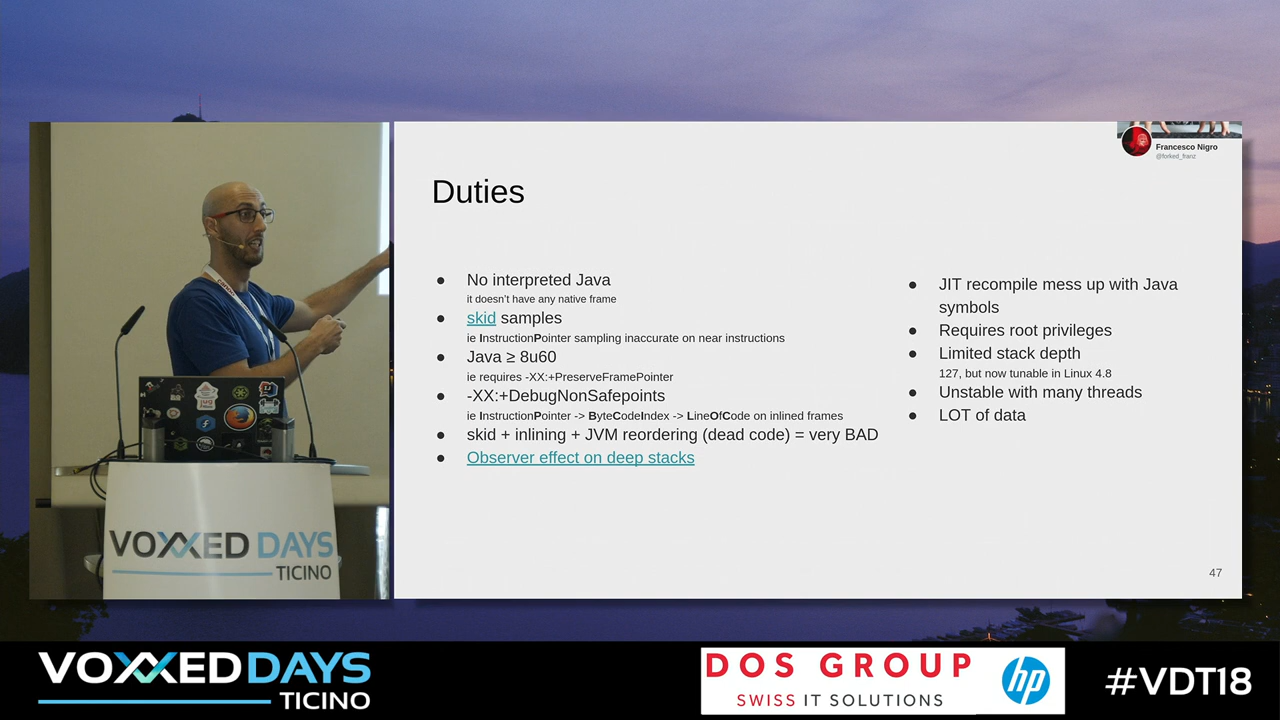 Francesco Nigro
@forked_franz
Duties
● No interpreted Java
it doesn't have any native frame
● skid samples
ie InstructionPointer sampling inaccurate on near instructions
● Java ≥ 8u60
ie requires -XX:+PreserveFramePointer
● -XX:+DebugNonSafepoints
ie InstructionPointer -> ByteCodeIndex -> LineOfCode on inlined frames
● skid + inlining + JVM reordering (dead code) = very BAD
● Observer effect on deep stacks
● JIT recompile mess up with Java
symbols
● Requires root privileges
● Limited stack depth
127, but now tunable in Linux 4.8
● Unstable with many threads
● LOT of data
47
VOXXED DAYS
TICINO
VOXXED DAYS
TICINO
DOS GROUP
SWISS IT SOLUTIONS
hp
#VDT18